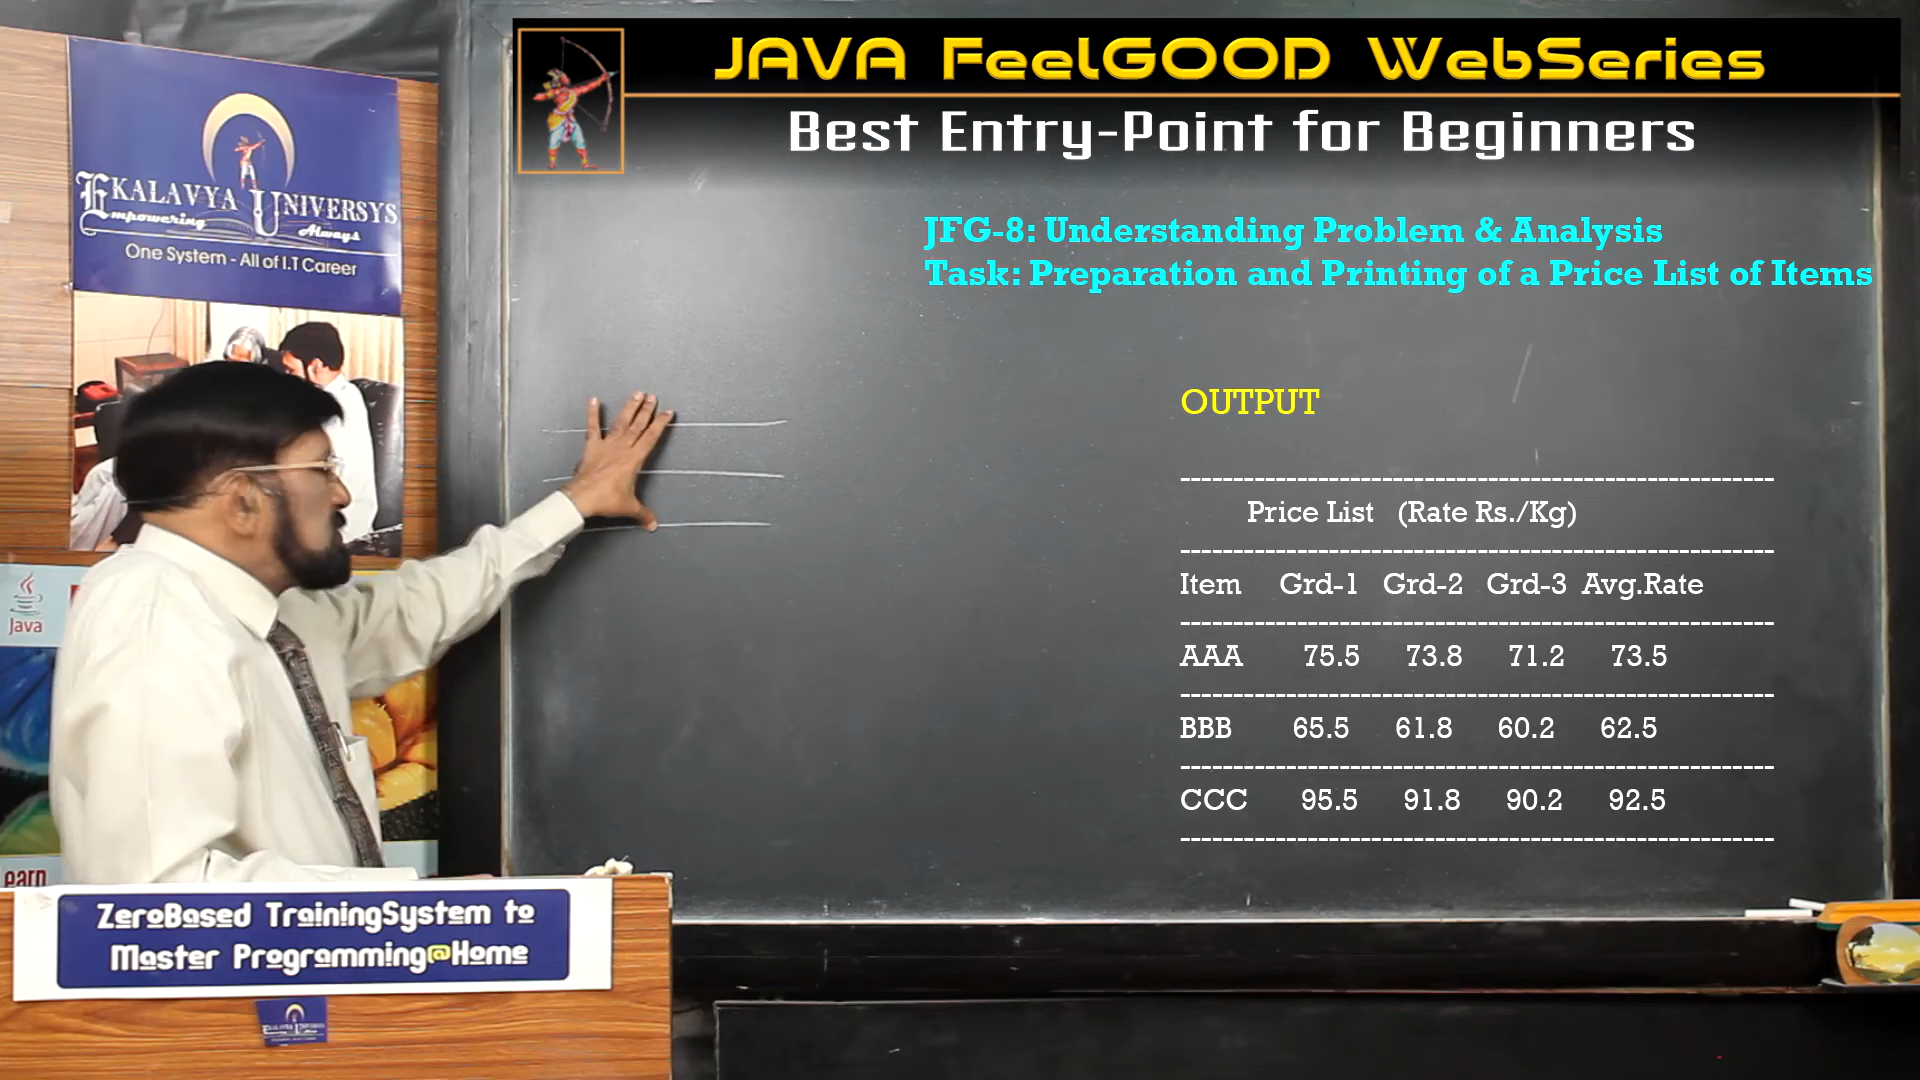 JAVA FeelGOOD WebSeries
Best Entry-Point for Beginners
JFG-8: Understanding Problem & Analysis
Task: Preparation and Printing of a Price List of Items
EKALAVYA UNIVERSYS
Empowering Always
One System - All of I.T Career
OUTPUT
--------------------------------------------------------
Price List (Rate Rs./Kg)
--------------------------------------------------------
Item Grd-1 Grd-2 Grd-3 Avg.Rate
--------------------------------------------------------
AAA 75.5 73.8 71.2 73.5
--------------------------------------------------------
BBB 65.5 61.8 60.2 62.5
--------------------------------------------------------
CCC 95.5 91.8 90.2 92.5
--------------------------------------------------------
Java
earn
ZeroBased TrainingSystem to
Master Programming@Home
EKALAVYA UNIVERSYS